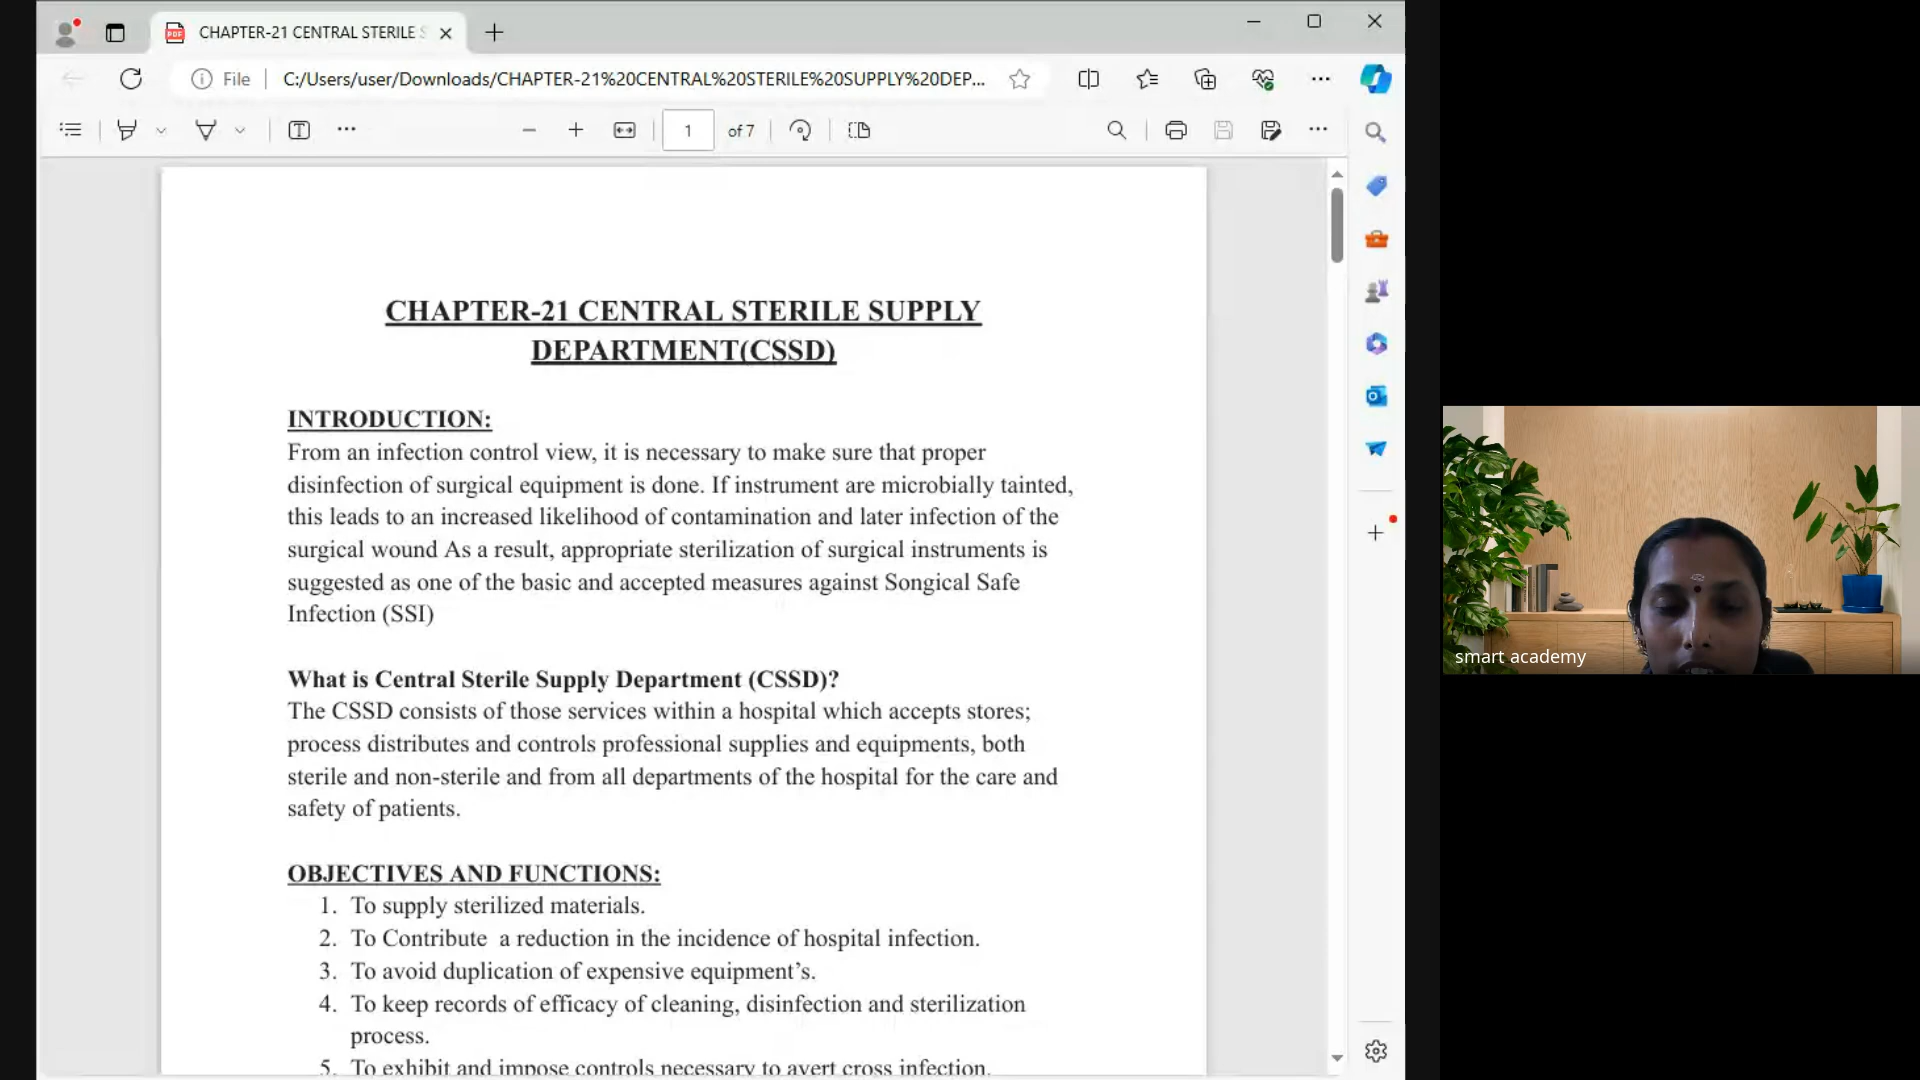 CHAPTER-21 CENTRAL STERILE S
File
C:/Users/user/Downloads/CHAPTER-21%20CENTRAL%20STERILE%20SUPPLY%20DEP...
1 of 7
CHAPTER-21 CENTRAL STERILE SUPPLY
DEPARTMENT(CSSD)
INTRODUCTION:
From an infection control view, it is necessary to make sure that proper
disinfection of surgical equipment is done. If instrument are microbially tainted,
this leads to an increased likelihood of contamination and later infection of the
surgical wound As a result, appropriate sterilization of surgical instruments is
suggested as one of the basic and accepted measures against Songical Safe
Infection (SSI)
What is Central Sterile Supply Department (CSSD)?
The CSSD consists of those services within a hospital which accepts stores;
process distributes and controls professional supplies and equipments, both
sterile and non-sterile and from all departments of the hospital for the care and
safety of patients.
OBJECTIVES AND FUNCTIONS:
1. To supply sterilized materials.
2. To Contribute a reduction in the incidence of hospital infection.
3. To avoid duplication of expensive equipment’s.
4. To keep records of efficacy of cleaning, disinfection and sterilization
process.
5. To exhibit and impose controls necessary to avert cross infection.
smart academy